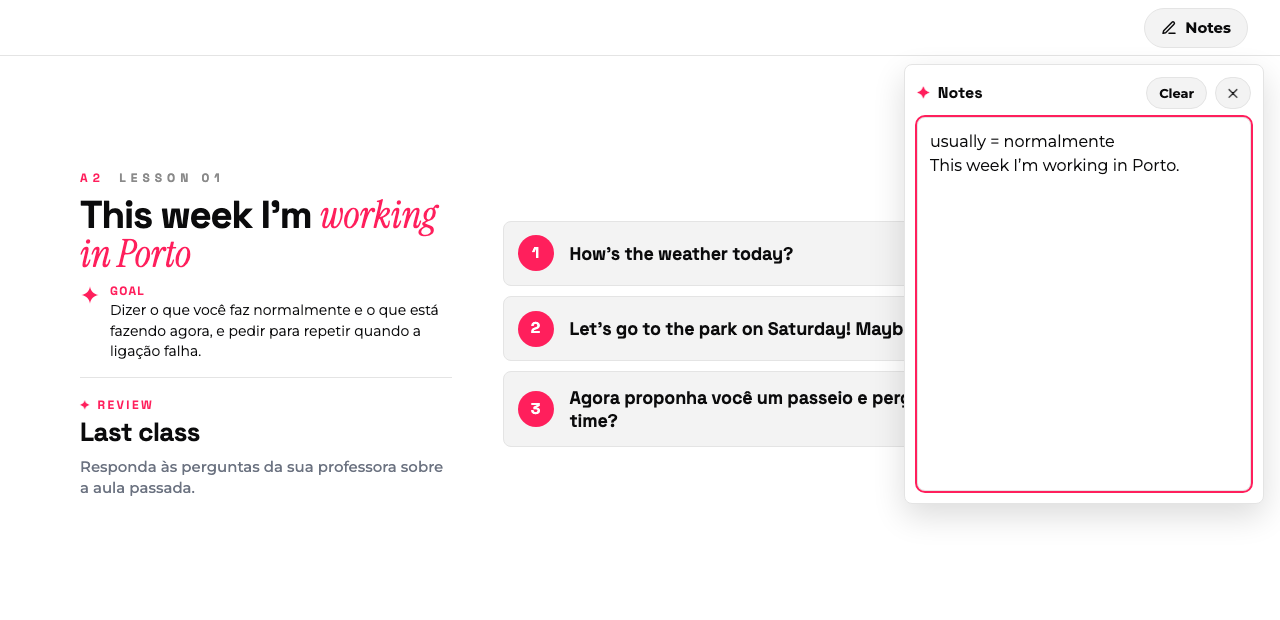 Notes
A2 LESSON 01
This week I'm working
in Porto
GOAL
Dizer o que você faz normalmente e o que está
fazendo agora, e pedir para repetir quando a
ligação falha.
REVIEW
Last class
Responda às perguntas da sua professora sobre
a aula passada.
1 How's the weather today?
2 Let's go to the park on Saturday!
3 Agora proponha você um passeio e
time?
Notes
Clear
usually = normalmente
This week I'm working in Porto.